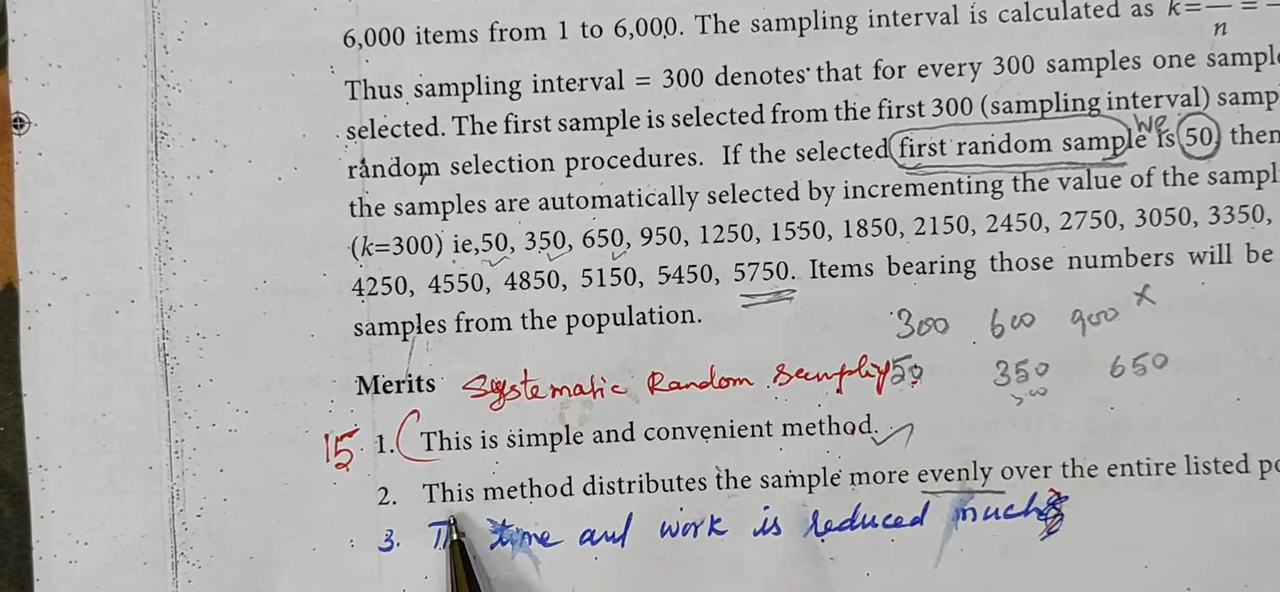 6,000 items from 1 to 6,000. The sampling interval is calculated as k= — = 
n
Thus sampling interval = 300 denotes that for every 300 samples one sampl
selected. The first sample is selected from the first 300 (sampling interval) samp
We
random selection procedures. If the selected first random sample is 50, then
the samples are automatically selected by incrementing the value of the sampl
(k=300) ie,50, 350, 650, 950, 1250, 1550, 1850, 2150, 2450, 2750, 3050, 3350,
4250, 4550, 4850, 5150, 5450, 5750. Items bearing those numbers will be
samples from the population.
300 600 900 x
Merits Systematic Random 50 350 650
15 1. This is simple and convenient method.
2. This method distributes the sample more evenly over the entire listed po
3. time and work is reduced much